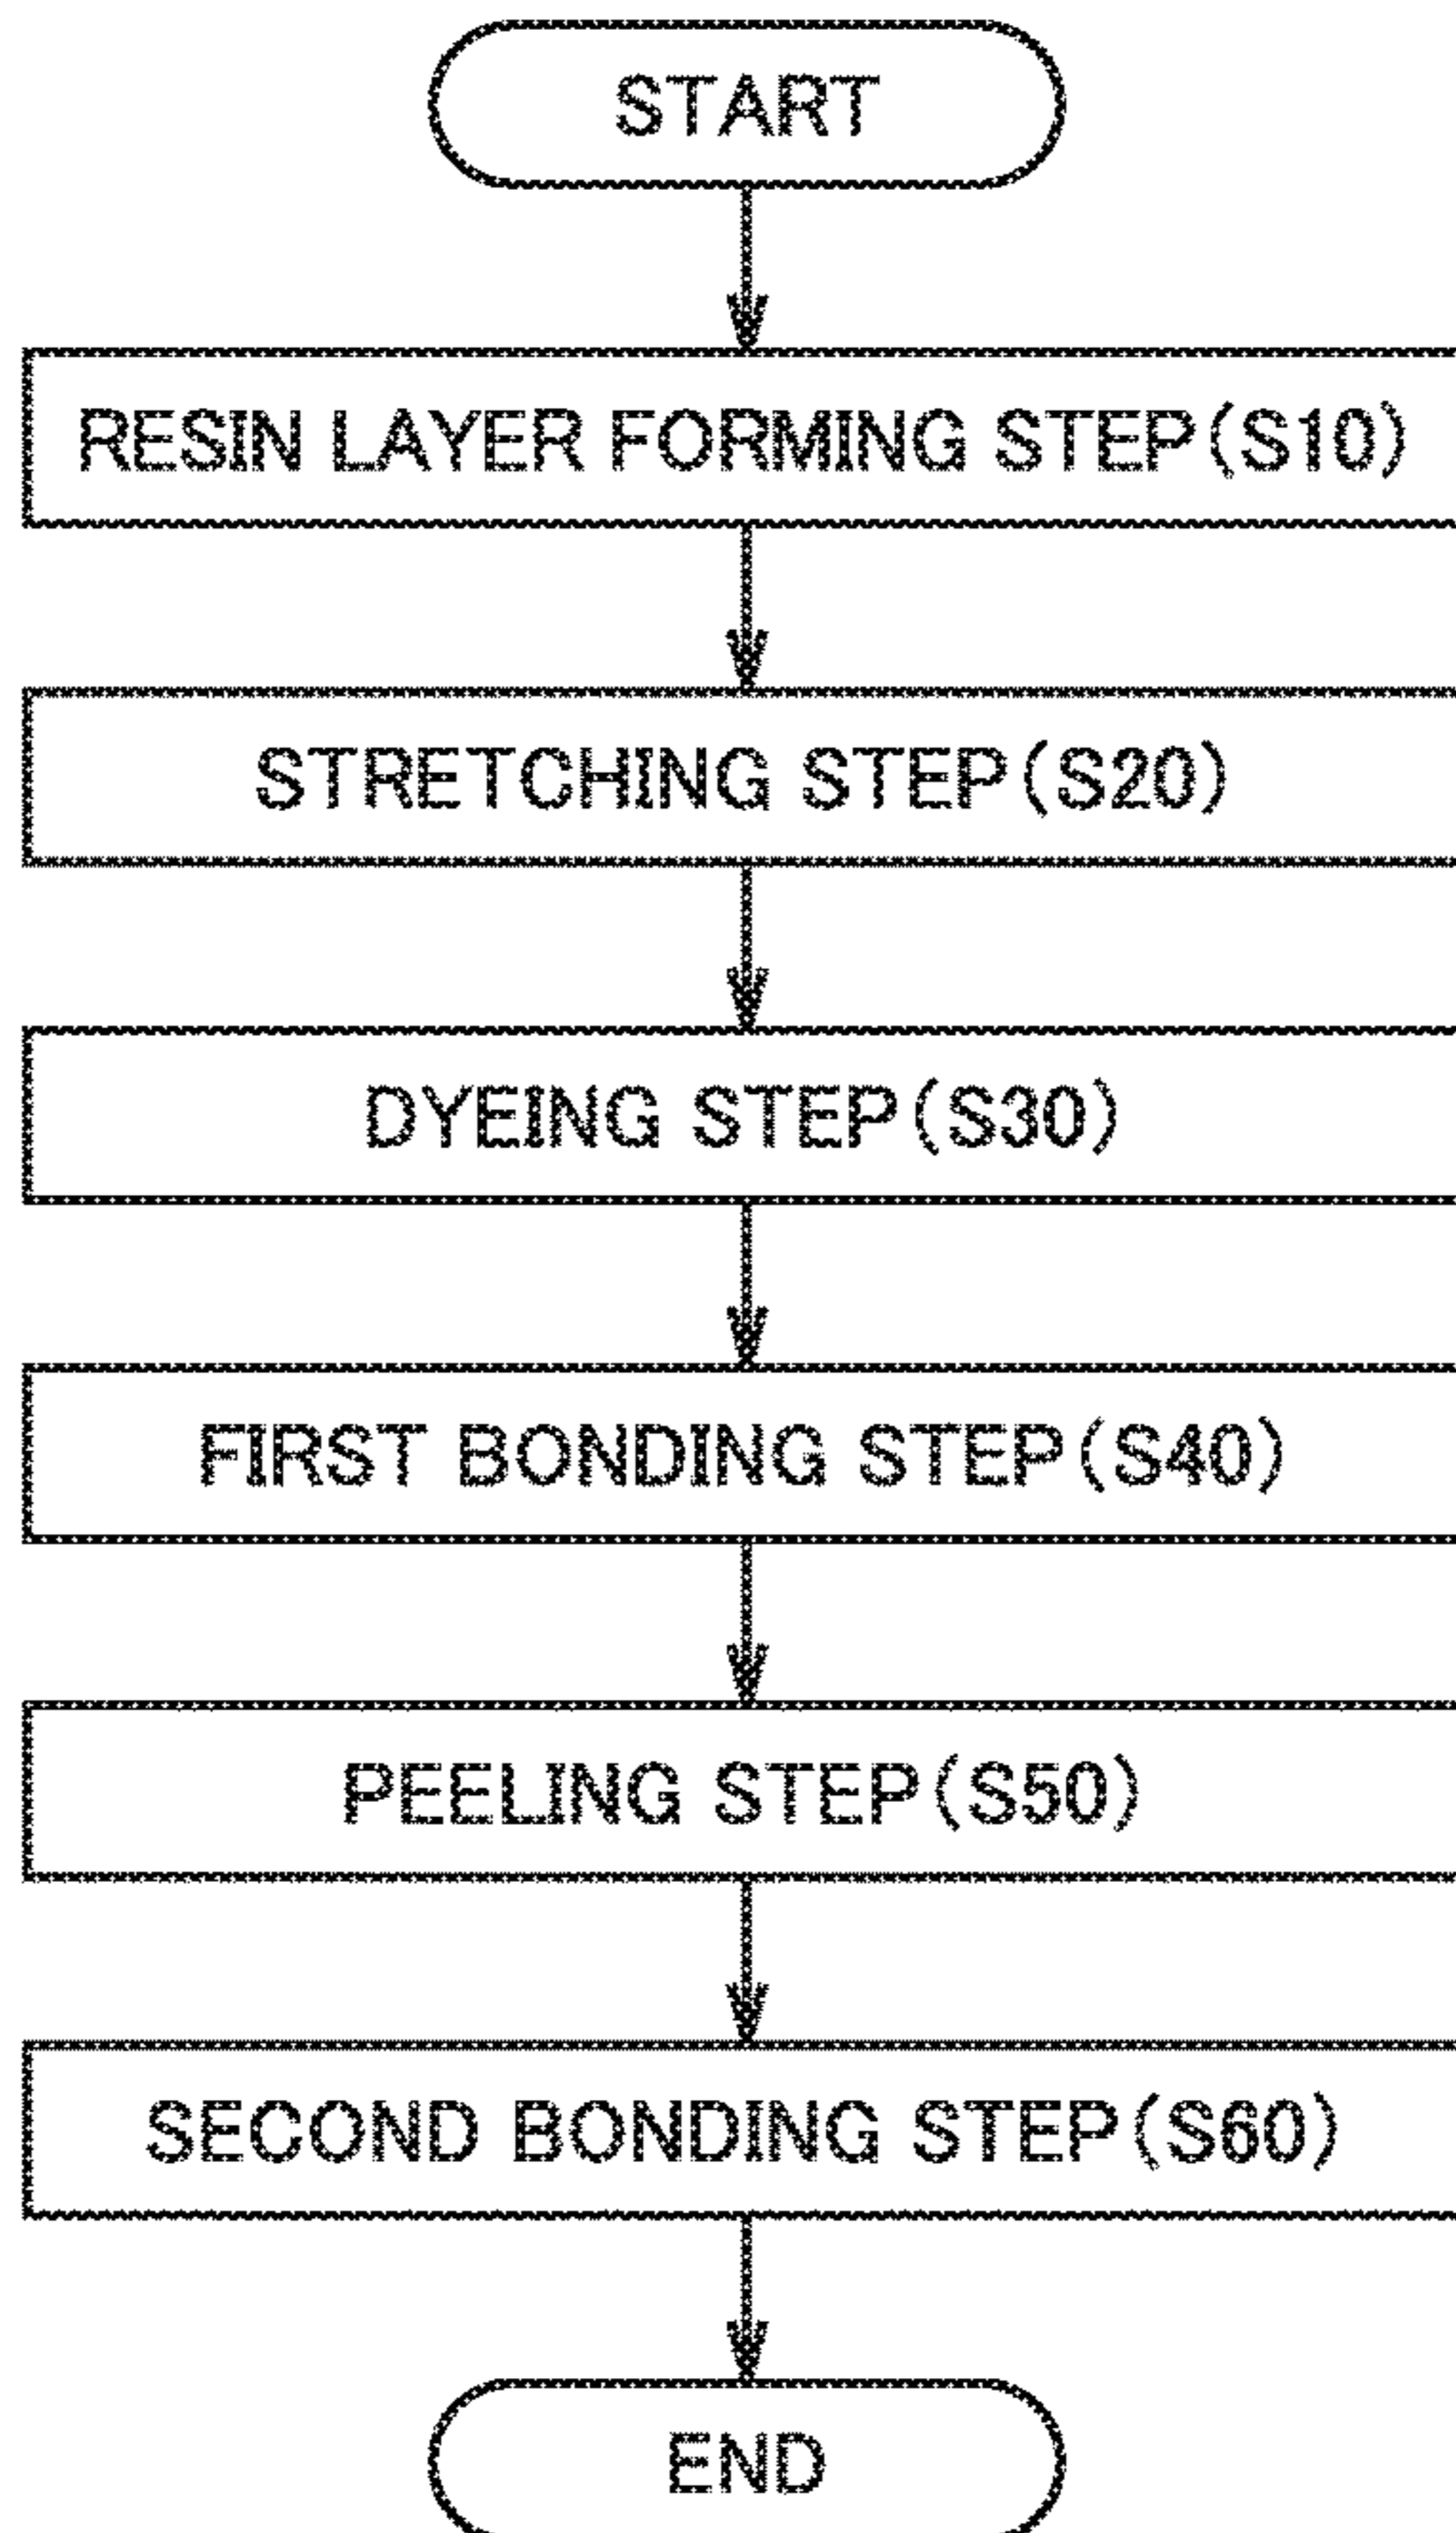 START
RESIN LAYER FORMING STEP(S10)
STRETCHING STEP(S20)
DYEING STEP(S30)
FIRST BONDING STEP(S40)
PEELING STEP(S50)
SECOND BONDING STEP(S60)
END